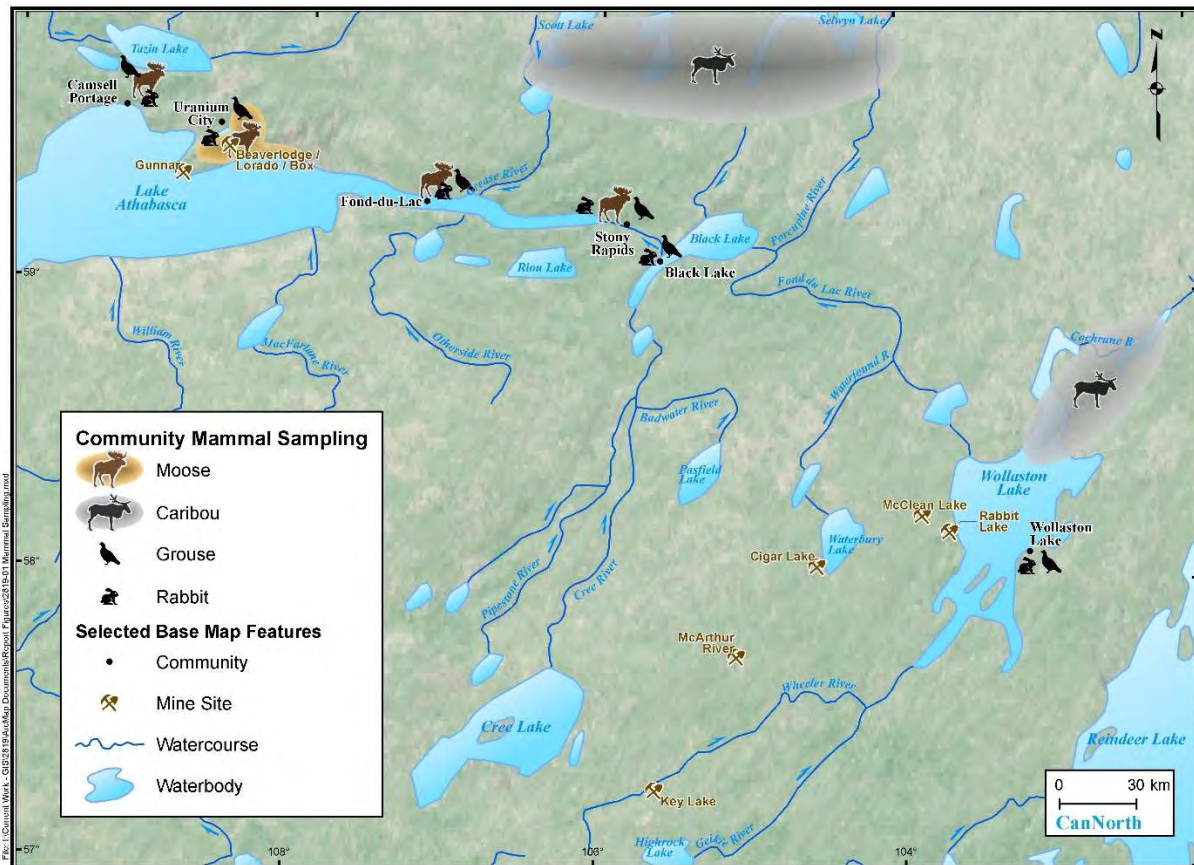 Scott Lake
Selwyn Lake
Tazin Lake
N
Camsell
Portage
Uranium
City
Gunnar
Beaverlodge /
Lorado / Box
Lake
Athabasca
Fond-du-Lac
Grease River
Stony
Rapids
Black Lake
Porcupine River
Black Lake
Riou Lake
59°
Fond du Lac River
William River
MacFarlane River
Otherside River
Waterfound R
Cochrane R
Badwater River
Pasfield
Lake
Wollaston
Lake
McClean Lake
Rabbit
Lake
Wollaston
Lake
Waterbury
Lake
Cigar Lake
58°
Pipestone River
Cree River
McArthur
River
Wheeler River
Cree Lake
Reindeer Lake
Key Lake
Highrock
Lake
Geikie River
57°
108°
106°
104°
Community Mammal Sampling
Moose
Caribou
Grouse
Rabbit
Selected Base Map Features
Community
Mine Site
Watercourse
Waterbody
0 30 km
CanNorth